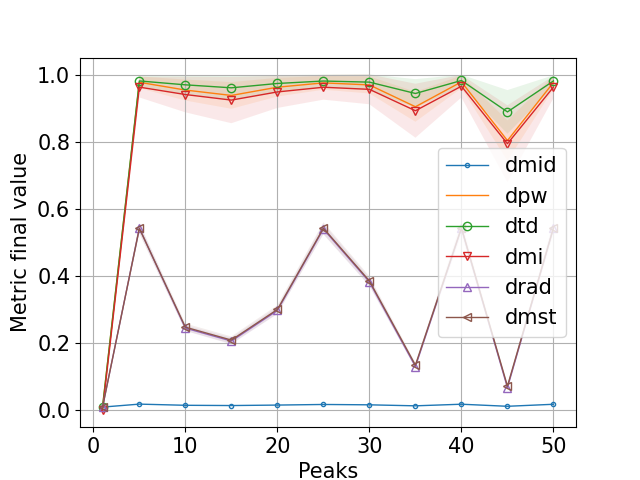 1.0
0.8
0.6
0.4
0.2
0.0
Metric final value
dmid
dpw
dtd
dmi
drad
dmst
0 10 20 30 40 50
Peaks